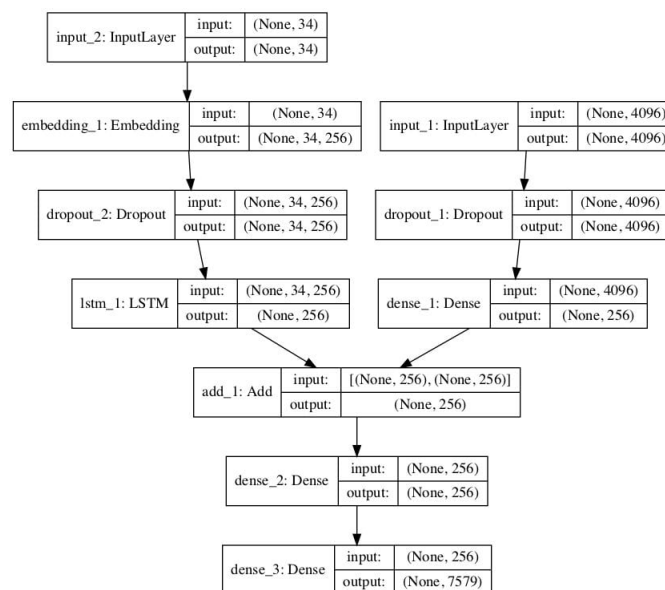 input_2: InputLayer
input: (None, 34)
output: (None, 34)
embedding_1: Embedding
input: (None, 34)
output: (None, 34, 256)
input_1: InputLayer
input: (None, 4096)
output: (None, 4096)
dropout_2: Dropout
input: (None, 34, 256)
output: (None, 34, 256)
dropout_1: Dropout
input: (None, 4096)
output: (None, 4096)
lstm_1: LSTM
input: (None, 34, 256)
output: (None, 256)
dense_1: Dense
input: (None, 4096)
output: (None, 256)
add_1: Add
input: [(None, 256), (None, 256)]
output: (None, 256)
dense_2: Dense
input: (None, 256)
output: (None, 256)
dense_3: Dense
input: (None, 256)
output: (None, 7579)